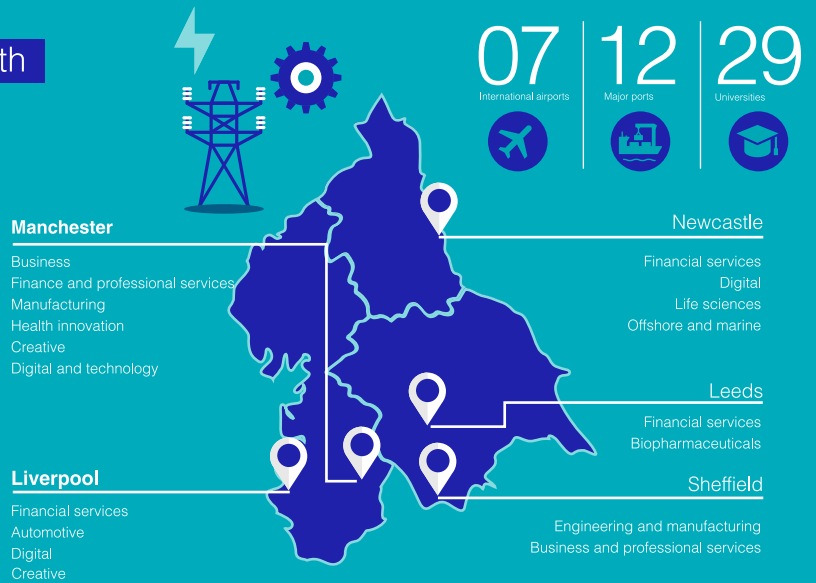 th
07
International airports
12
Major ports
29
Universities
Manchester
Business
Finance and professional services
Manufacturing
Health innovation
Creative
Digital and technology
Liverpool
Financial services
Automotive
Digital
Creative
Newcastle
Financial services
Digital
Life sciences
Offshore and marine
Leeds
Financial services
Biopharmaceuticals
Sheffield
Engineering and manufacturing
Business and professional services